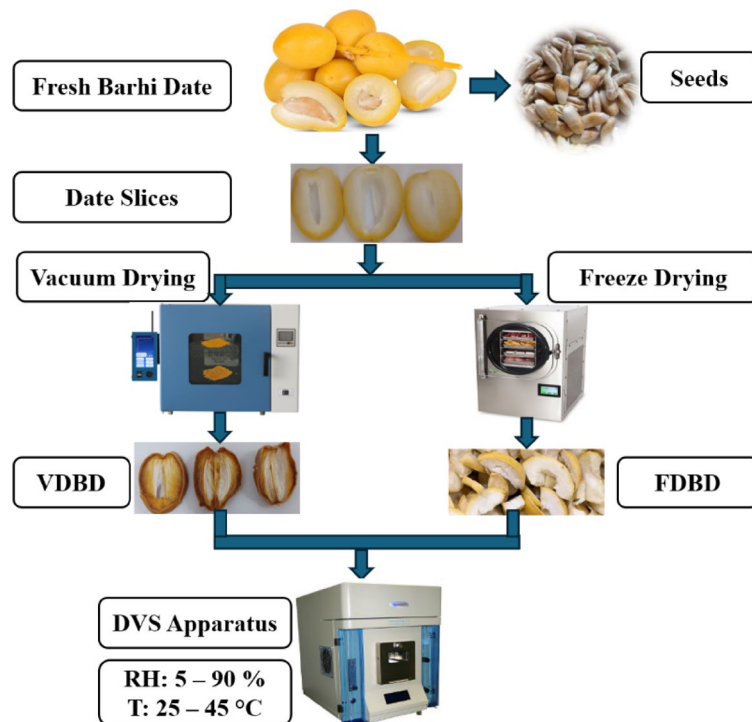 Fresh Barhi Date
Seeds
Date Slices
Vacuum Drying
Freeze Drying
VDBD
FDBD
DVS Apparatus
RH: 5 – 90 %
T: 25 – 45 °C